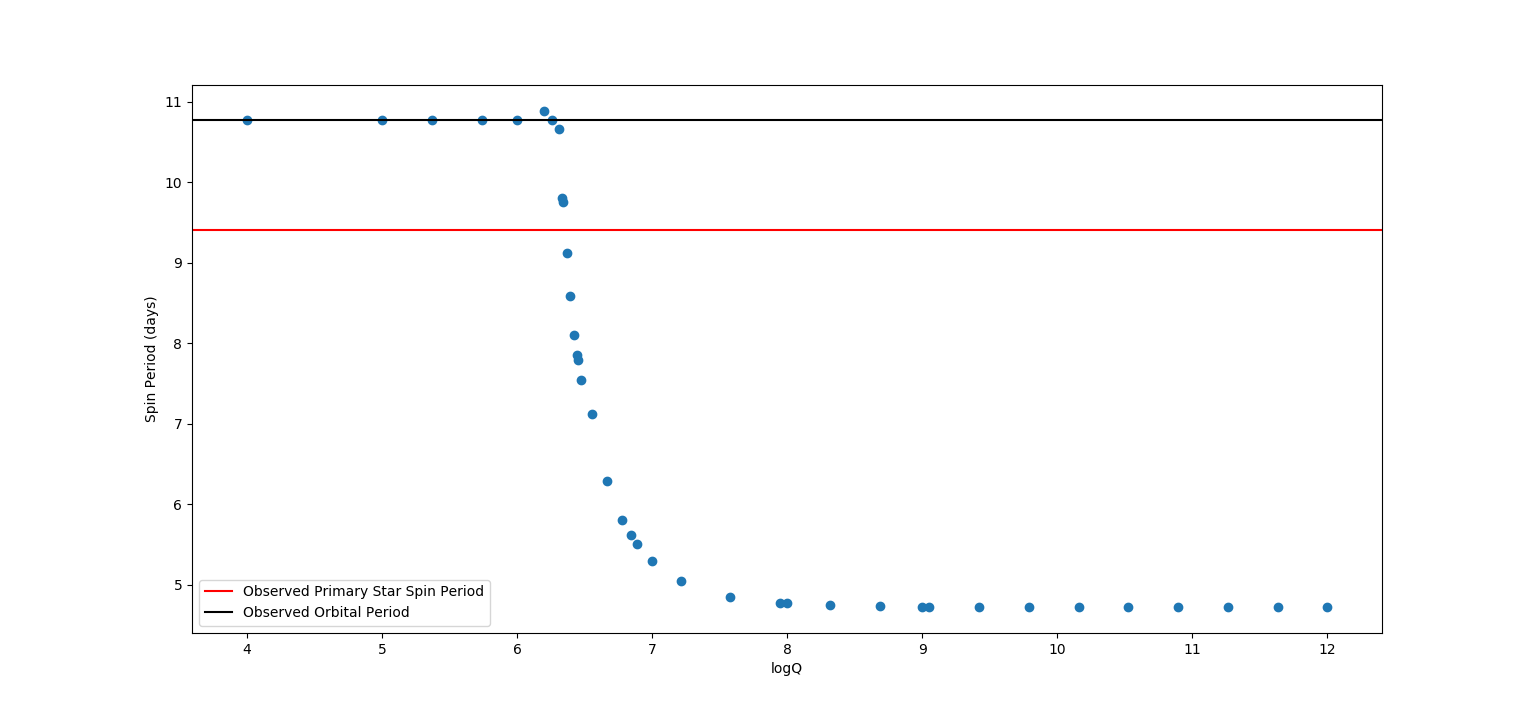 11
10
9
8
7
6
5
Spin Period (days)
Observed Primary Star Spin Period
Observed Orbital Period
4 5 6 7 8 9 10 11 12
logQ